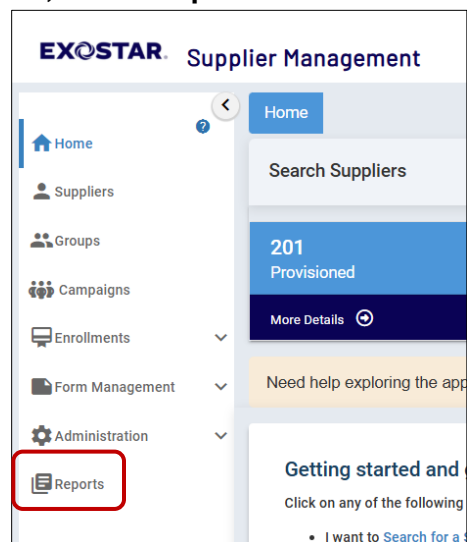 EXOSTAR. Supplier Management
Home
?
Home
Search Suppliers
Suppliers
Groups
201
Provisioned
Campaigns
More Details
Enrollments
Form Management
Need help exploring the app
Administration
Reports
Getting started and
Click on any of the following
• I want to Search for a